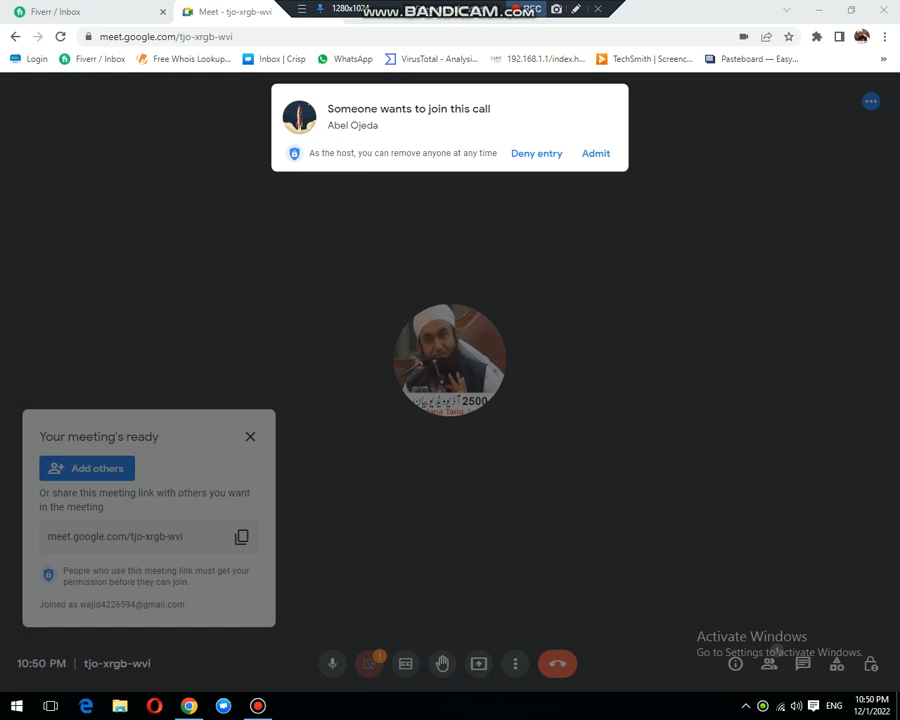 Fiverr / Inbox
Meet - tjo-xrgb-wvi
1280x1024
www.BANDICAM.com
REC
meet.google.com/tjo-xrgb-wvi
Login
Fiverr / Inbox
Free Whois Lookup...
Inbox | Crisp
WhatsApp
VirusTotal - Analysi...
192.168.1.1/index.h...
TechSmith | Screenc...
Pasteboard — Easy...
Someone wants to join this call
Abel Ojeda
As the host, you can remove anyone at any time
Deny entry
Admit
2500
Your meeting's ready
Add others
Or share this meeting link with others you want
in the meeting
meet.google.com/tjo-xrgb-wvi
People who use this meeting link must get your
permission before they can join.
Joined as wajid4226594@gmail.com
Activate Windows
Go to Settings to activate Windows.
10:50 PM | tjo-xrgb-wvi
ENG
10:50 PM
12/1/2022